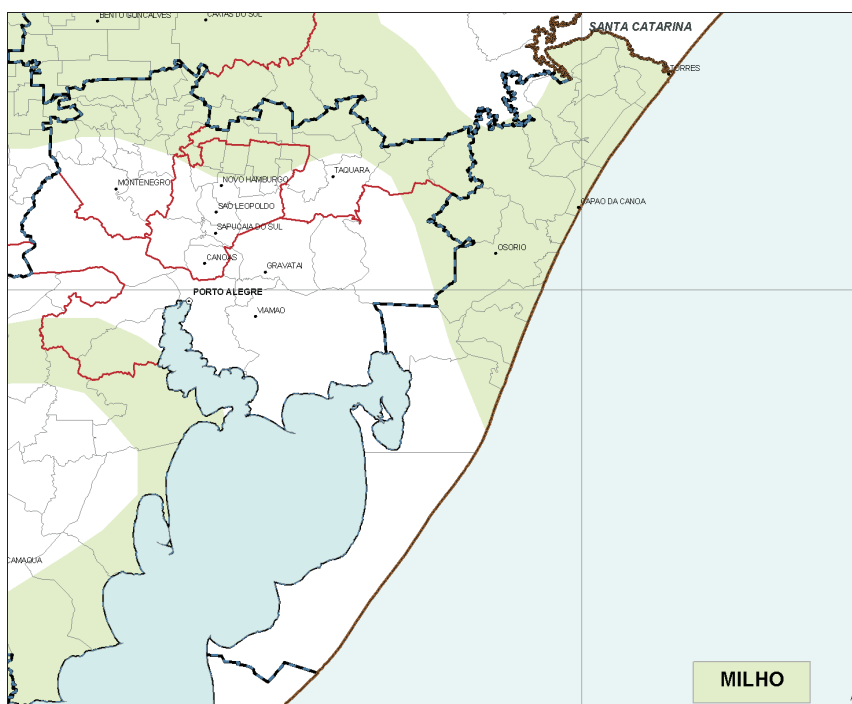 BENTO GONCALVES
CAXIAS DO SUL
SANTA CATARINA
TORRES
MONTENEGRO
NOVO HAMBURGO
TAQUARA
SAO LEOPOLDO
CAPAO DA CANOA
SAPUCAIA DO SUL
OSORIO
CANOAS
GRAVATAI
PORTO ALEGRE
VIAMAO
CAMAQUA
MILHO